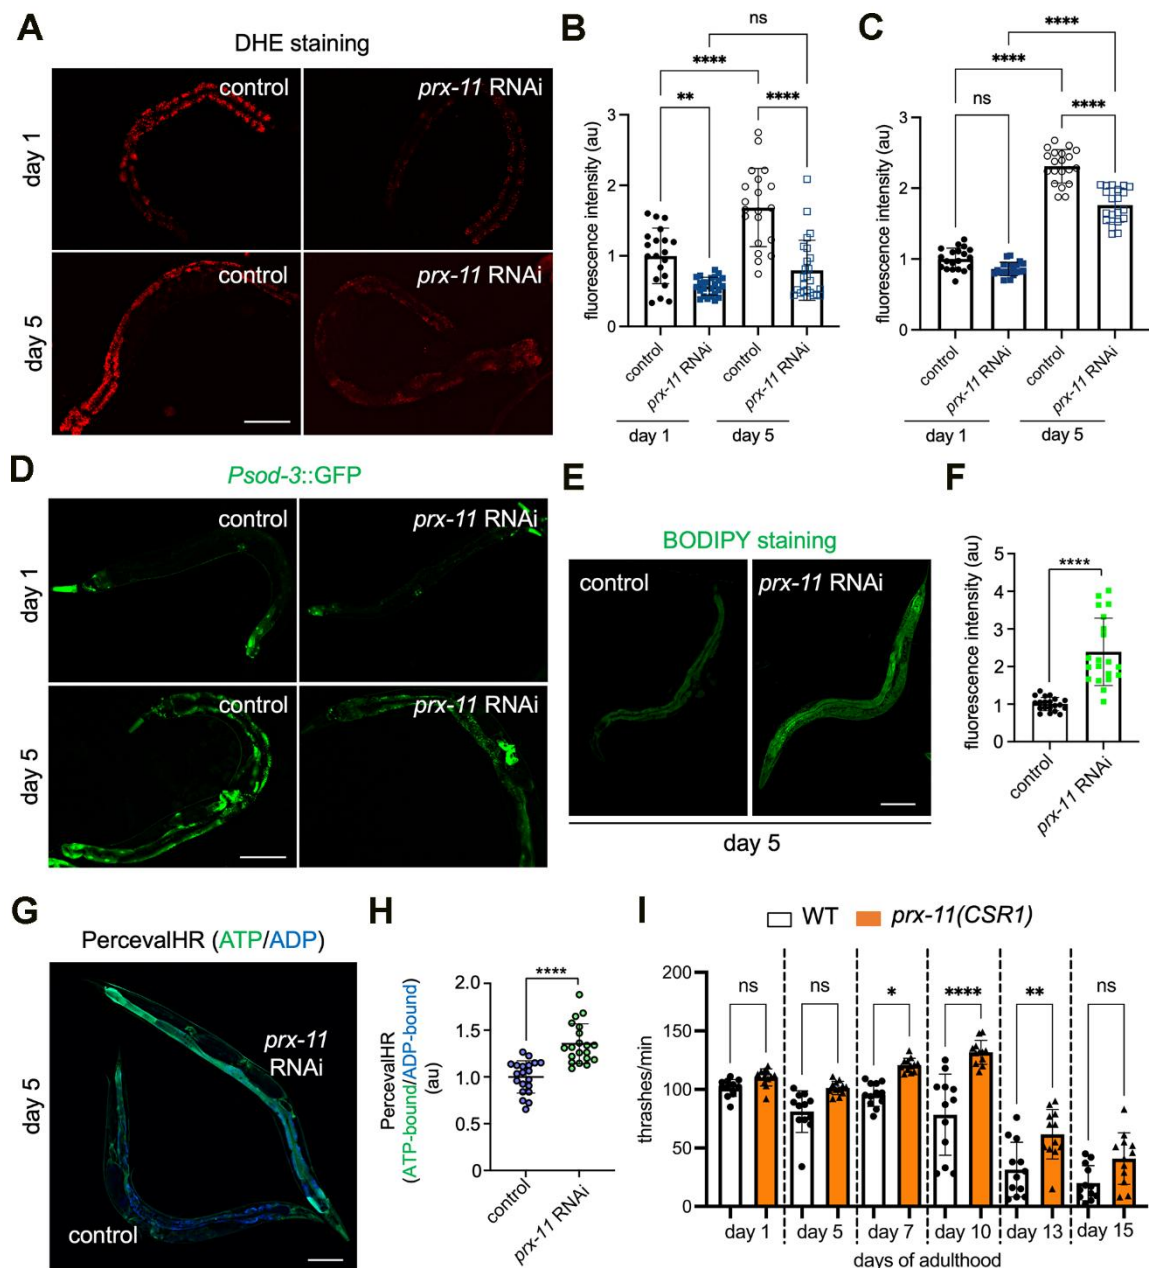 A
DHE staining
control
prx-11 RNAi
day 1
control
prx-11 RNAi
day 5
B
ns
****
**
****
fluorescence intensity (au)
3
2
1
0
control
prx-11 RNAi
control
prx-11 RNAi
day 1
day 5
C
****
****
ns
****
fluorescence intensity (au)
3
2
1
0
control
prx-11 RNAi
control
prx-11 RNAi
day 1
day 5
D
Psod-3::GFP
control
prx-11 RNAi
day 1
control
prx-11 RNAi
day 5
E
BODIPY staining
control
prx-11 RNAi
day 5
F
****
fluorescence intensity (au)
5
4
3
2
1
0
control
prx-11 RNAi
G
PercevalHR (ATP/ADP)
day 5
prx-11
RNAi
control
H
****
PercevalHR
(ATP-bound/ADP-bound)
(au)
2.0
1.5
1.0
0.5
0.0
control
prx-11 RNAi
I
WT
prx-11(CSR1)
ns
ns
*
****
**
ns
thrashes/min
200
150
100
50
0
day 1
day 5
day 7
day 10
day 13
day 15
days of adulthood